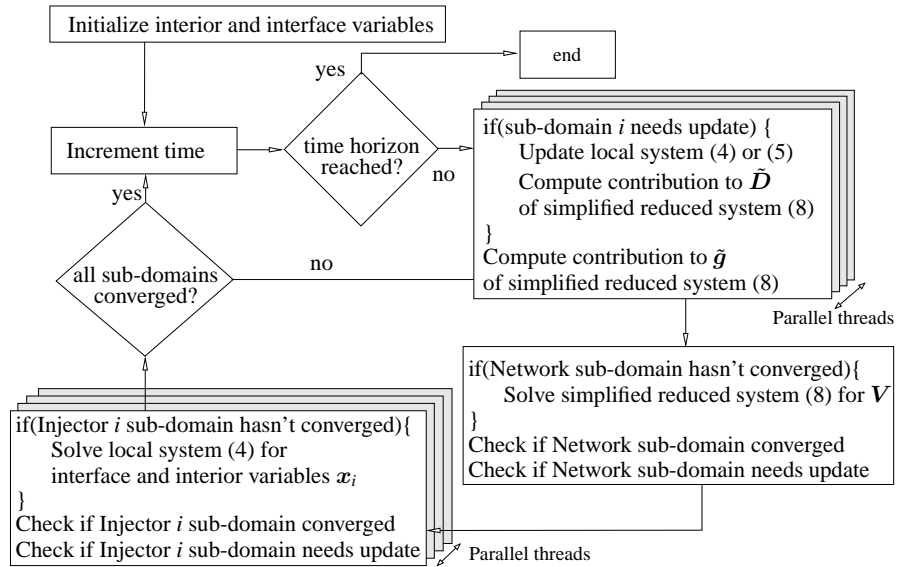 Initialize interior and interface variables
end
yes
Increment time
time horizon
reached?
no
if(sub-domain i needs update) {
Update local system (4) or (5)
Compute contribution to D̃
of simplified reduced system (8)
}
Compute contribution to g̃
of simplified reduced system (8)
Parallel threads
yes
all sub-domains
converged?
no
if(Network sub-domain hasn't converged){
Solve simplified reduced system (8) for V
}
Check if Network sub-domain converged
Check if Network sub-domain needs update
if(Injector i sub-domain hasn't converged){
Solve local system (4) for
interface and interior variables xᵢ
}
Check if Injector i sub-domain converged
Check if Injector i sub-domain needs update
Parallel threads